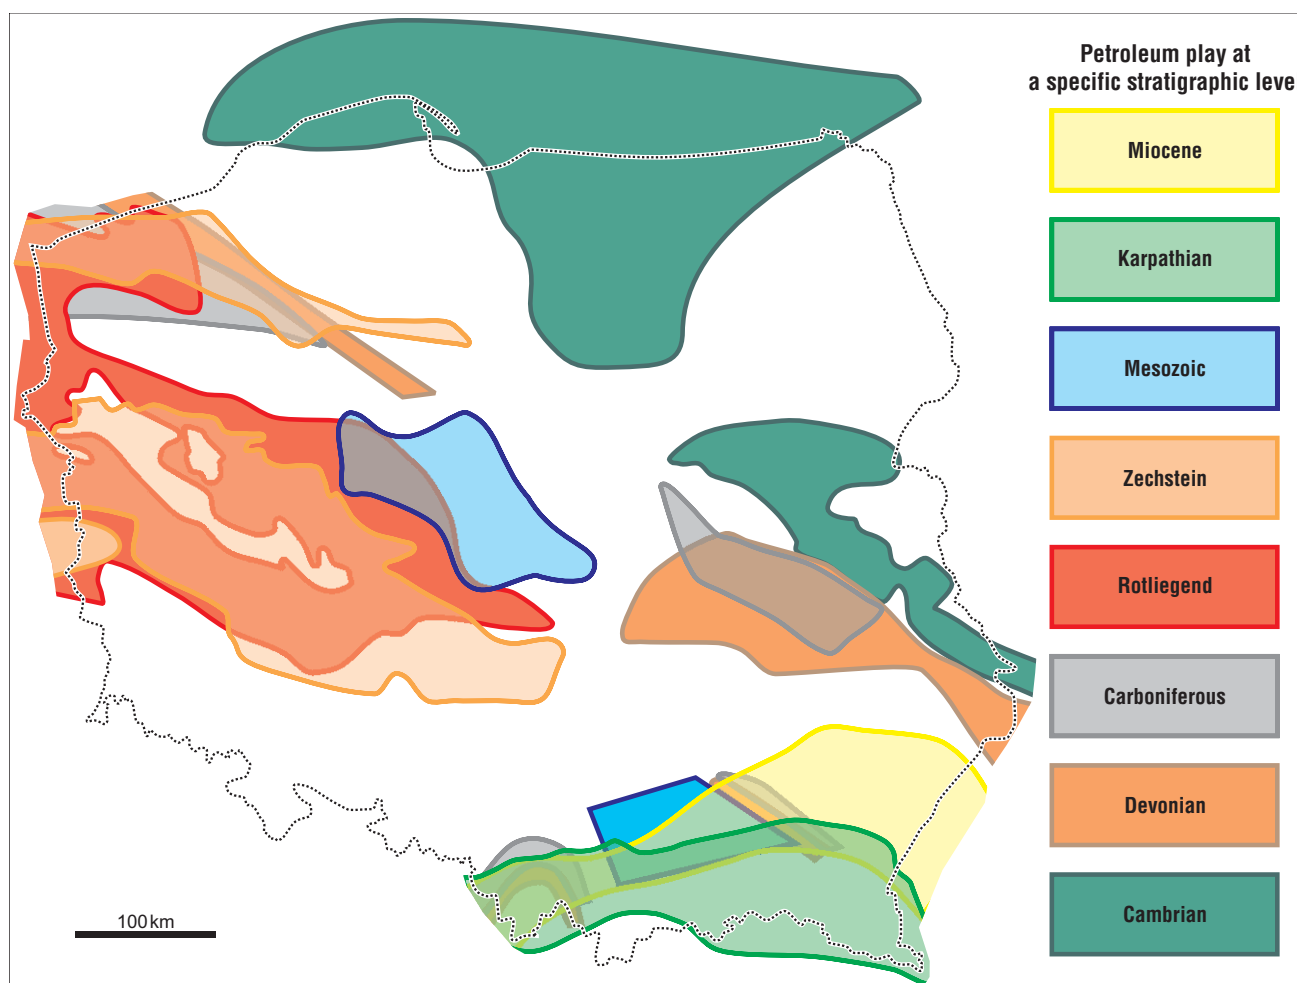 Petroleum play at
a specific stratigraphic leve
Miocene
Karpathian
Mesozoic
Zechstein
Rotliegend
Carboniferous
Devonian
Cambrian
100 km